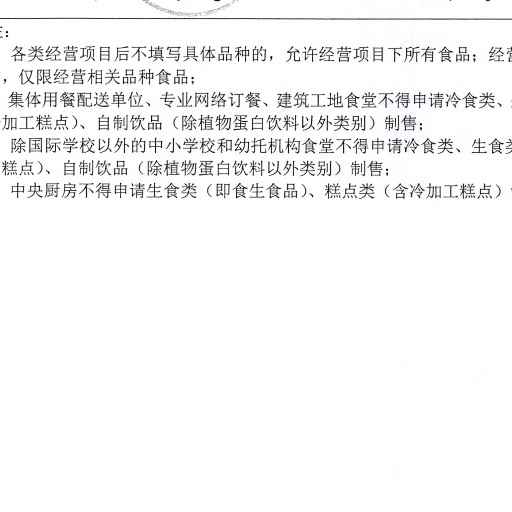 ：
各类经营项目后不填写具体品种的，允许经营项目下所有食品；经营
，仅限经营相关品种食品；
集体用餐配送单位、专业网络订餐、建筑工地食堂不得申请冷食类、
加工糕点）、自制饮品（除植物蛋白饮料以外类别）制售；
除国际学校以外的中小学校和幼托机构食堂不得申请冷食类、生食类
糕点）、自制饮品（除植物蛋白饮料以外类别）制售；
中央厨房不得申请生食类（即食生食品）、糕点类（含冷加工糕点）